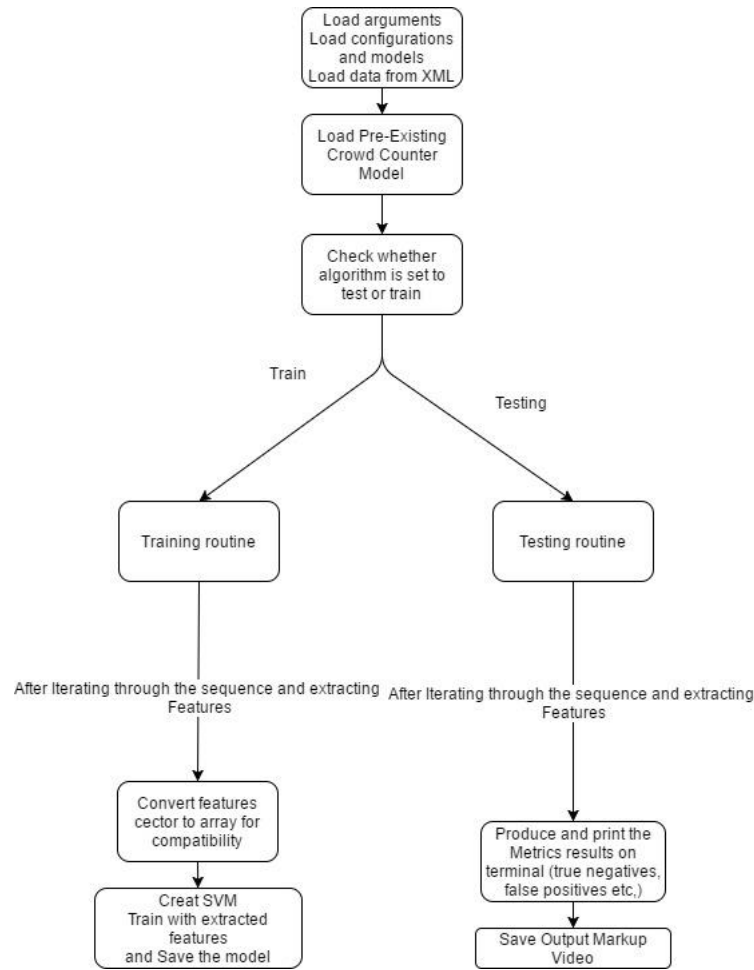 Load arguments
Load configurations
and models
Load data from XML
Load Pre-Existing
Crowd Counter
Model
Check whether
algorithm is set to
test or train
Train
Testing
Training routine
Testing routine
After Iterating through the sequence and extracting
Features
After Iterating through the sequence and extracting
Features
Convert features
cector to array for
compatibility
Produce and print the
Metrics results on
terminal (true negatives,
false positives etc,)
Creat SVM
Train with extracted
features
and Save the model
Save Output Markup
Video